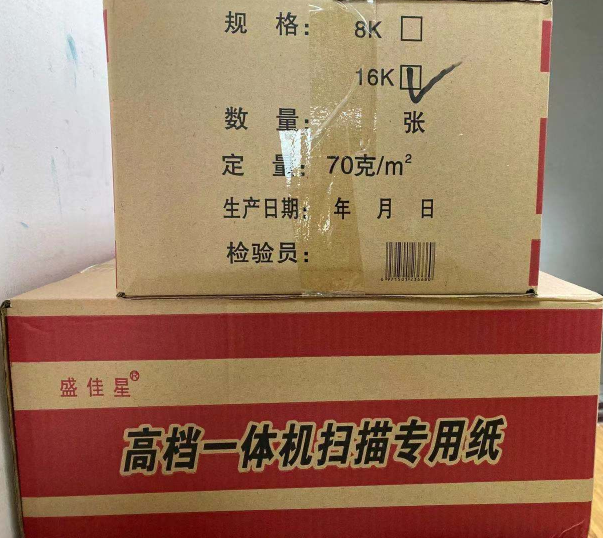 规 格: 8K □
16K □
数 量: 张
定 量: 70克/m²
生产日期: 年 月 日
检验员:
盛佳星®
高档一体机扫描专用纸